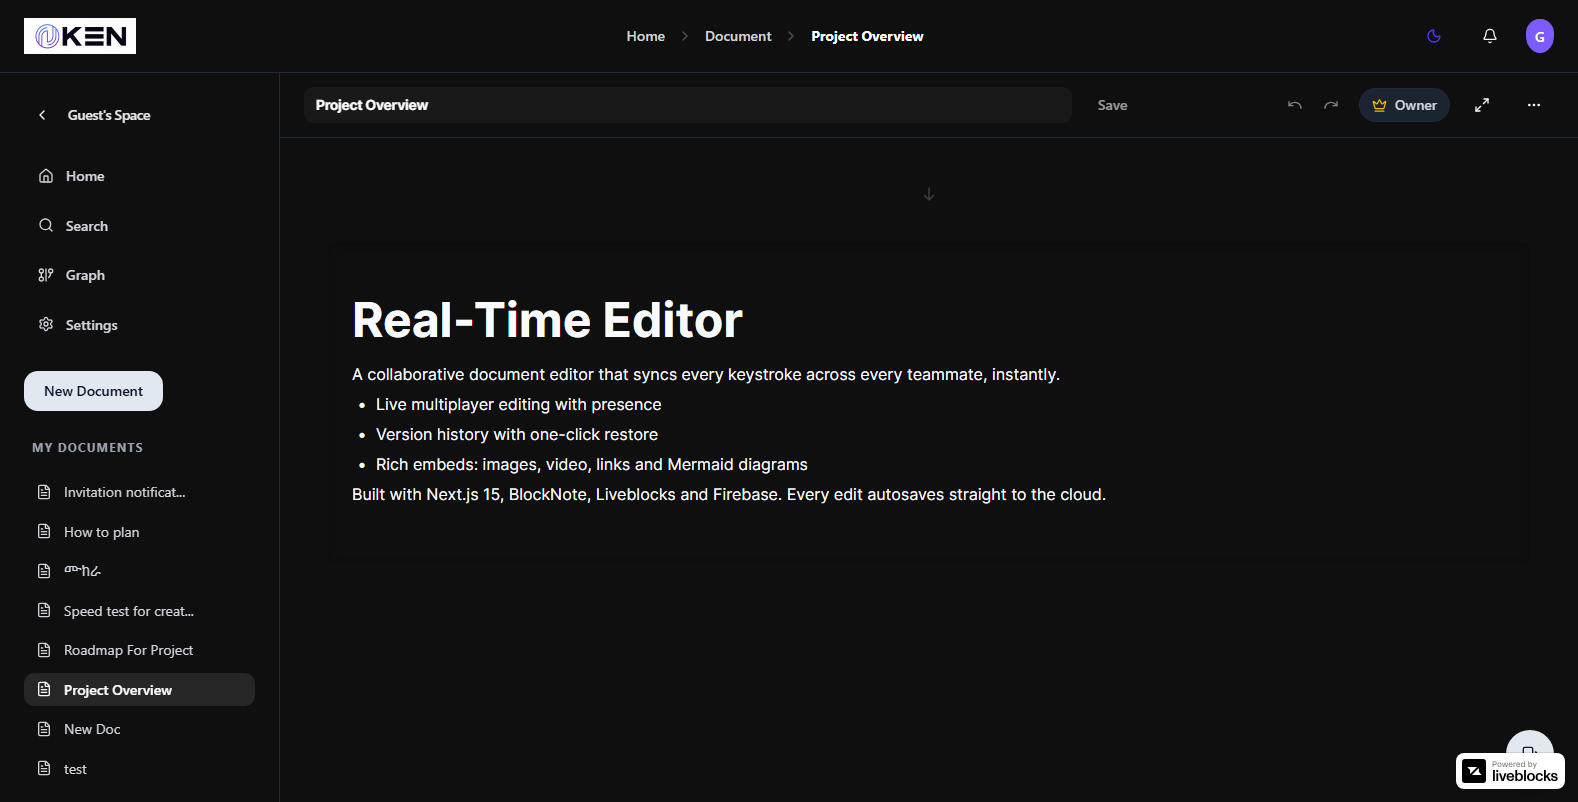 KEN
Home
Document
Project Overview
G
Guest's Space
Project Overview
Save
Owner
Home
Search
Graph
Settings
New Document
MY DOCUMENTS
Invitation notificat...
How to plan
ሙከራ
Speed test for creat...
Roadmap For Project
Project Overview
New Doc
test
Real-Time Editor
A collaborative document editor that syncs every keystroke across every teammate, instantly.
• Live multiplayer editing with presence
• Version history with one-click restore
• Rich embeds: images, video, links and Mermaid diagrams
Built with Next.js 15, BlockNote, Liveblocks and Firebase. Every edit autosaves straight to the cloud.
Powered by
liveblocks